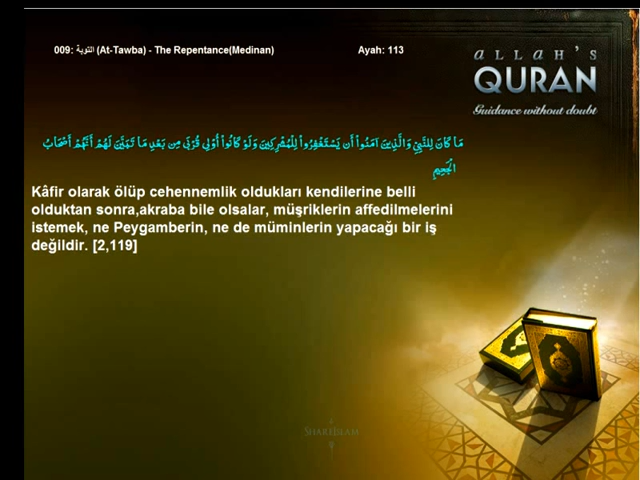 009: التوبة (At-Tawba) - The Repentance(Medinan) Ayah: 113
ALLAH'S
QURAN
Guidance without doubt
مَا كَانَ لِلنَّبِيِّ وَالَّذِينَ آمَنُواْ أَن يَسْتَغْفِرُواْ لِلْمُشْرِكِينَ وَلَوْ كَانُواْ أُوْلِي قُرْبَى مِن بَعْدِ مَا تَبَيَّنَ لَهُمْ أَنَّهُمْ أَصْحَابُ
الْجَحِيمِ
Kâfir olarak ölüp cehennemlik oldukları kendilerine belli
olduktan sonra,akraba bile olsalar, müşriklerin affedilmelerini
istemek, ne Peygamberin, ne de müminlerin yapacağı bir iş
değildir. [2,119]
SHAREISLAM